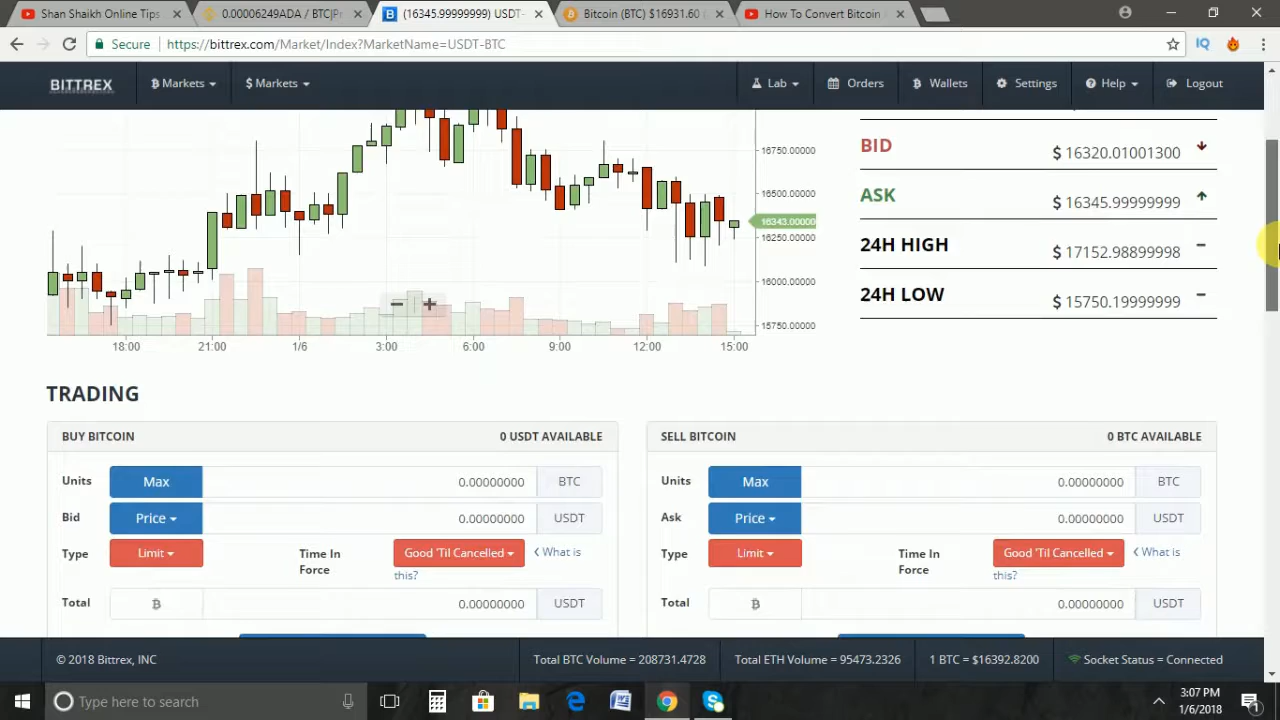 Shan Shaikh Online Tips
0.00006249ADA / BTC|P
(16345.99999999) USDT-
Bitcoin (BTC) $16931.60
How To Convert Bitcoin
Secure https://bittrex.com/Market/Index?MarketName=USDT-BTC
BITTREX
Markets
$ Markets
Lab
Orders
Wallets
Settings
Help
Logout
16750.00000
16500.00000
16343.00000
16250.00000
16000.00000
15750.00000
18:00 21:00 1/6 3:00 6:00 9:00 12:00 15:00
BID $ 16320.01001300
ASK $ 16345.99999999
24H HIGH $ 17152.98899998
24H LOW $ 15750.19999999
TRADING
BUY BITCOIN 0 USDT AVAILABLE
Units Max 0.00000000 BTC
Bid Price 0.00000000 USDT
Type Limit Time In Force Good 'Til Cancelled What is this?
Total 0.00000000 USDT
SELL BITCOIN 0 BTC AVAILABLE
Units Max 0.00000000 BTC
Ask Price 0.00000000 USDT
Type Limit Time In Force Good 'Til Cancelled What is this?
Total 0.00000000 USDT
© 2018 Bittrex, INC
Total BTC Volume = 208731.4728
Total ETH Volume = 95473.2326
1 BTC = $16392.8200
Socket Status = Connected
Type here to search
3:07 PM
1/6/2018